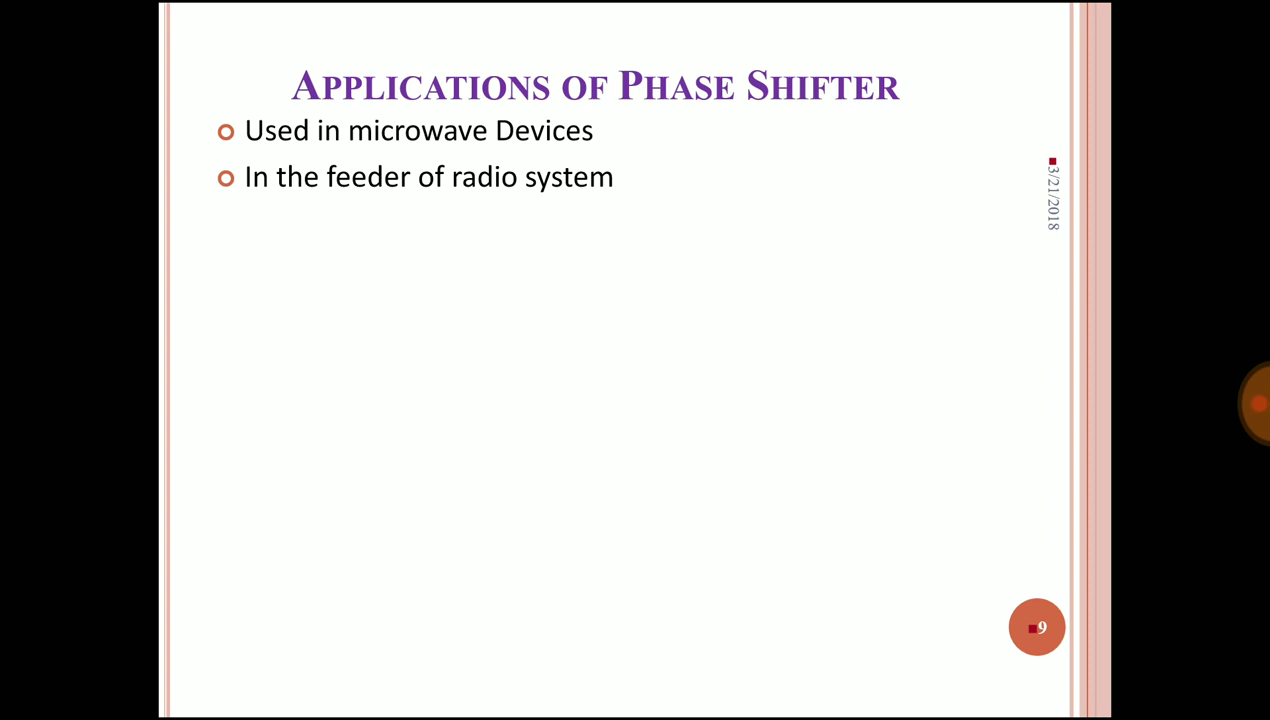 APPLICATIONS OF PHASE SHIFTER
Used in microwave Devices
In the feeder of radio system
3/21/2018
9